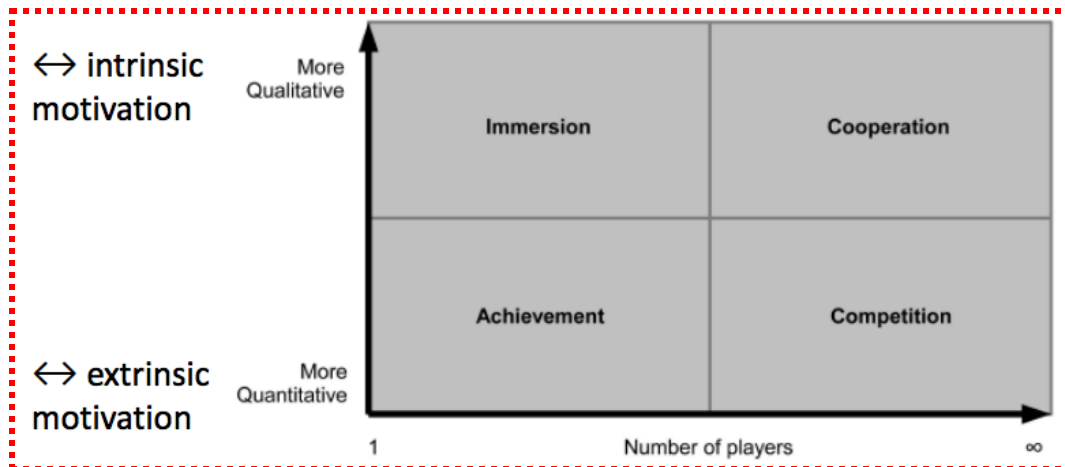 ↔ intrinsic
motivation
More
Qualitative
Immersion
Cooperation
Achievement
Competition
↔ extrinsic
motivation
More
Quantitative
1
Number of players
∞